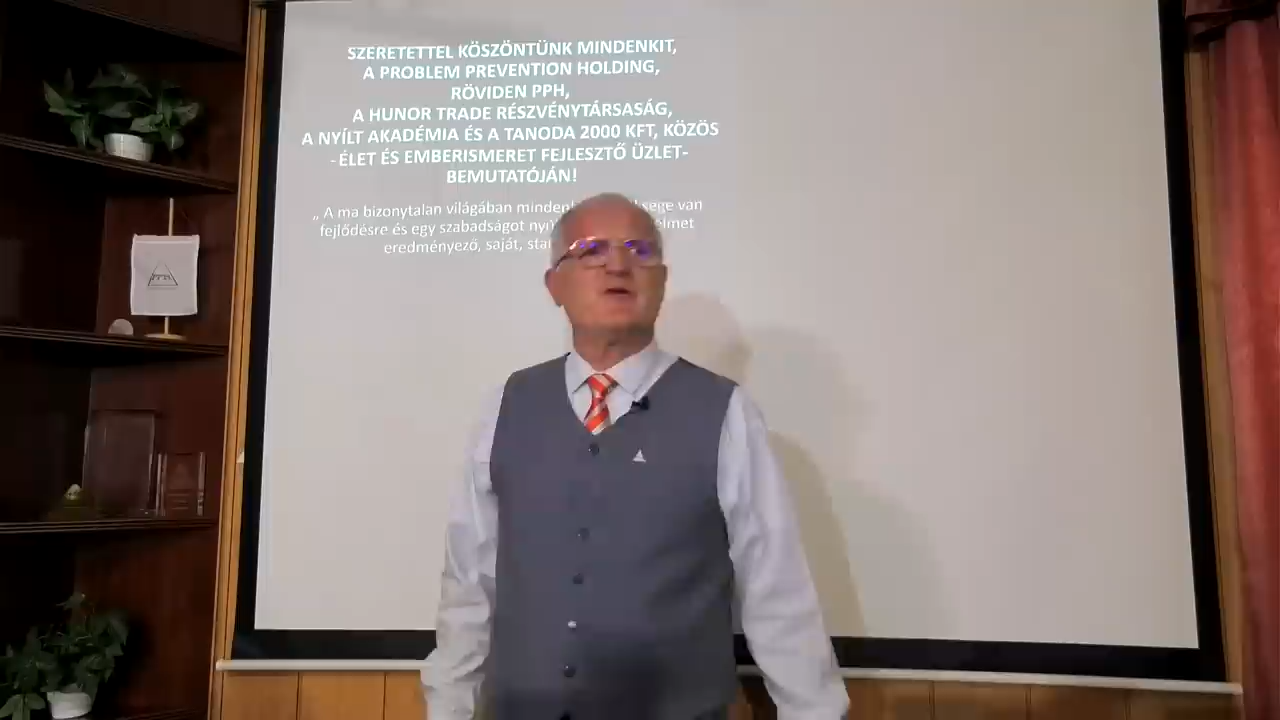 SZERETETTEL KÖSZÖNTÜNK MINDENKIT,
A PROBLEM PREVENTION HOLDING,
RÖVIDEN PPH,
A HUNOR TRADE RÉSZVÉNYTÁRSASÁG,
A NYÍLT AKADÉMIA ÉS A TANODA 2000 KFT, KÖZÖS
- ÉLET ÉS EMBERISMERET FEJLESZTŐ ÜZLET-
BEMUTATÓJÁN!
„ A ma bizonytalan világában van
fejlődésre és egy szabadságot
eredményező, saját,